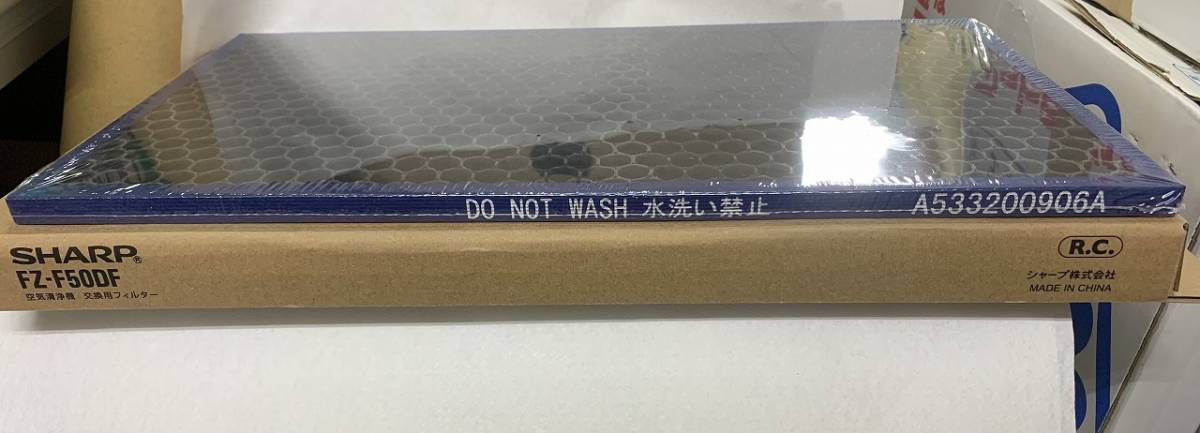 DO NOT WASH 水洗い禁止
A533200906A
SHARP®
FZ-F50DF
空気清浄機 交換用フィルター
R.C.
シャープ株式会社
MADE IN CHINA